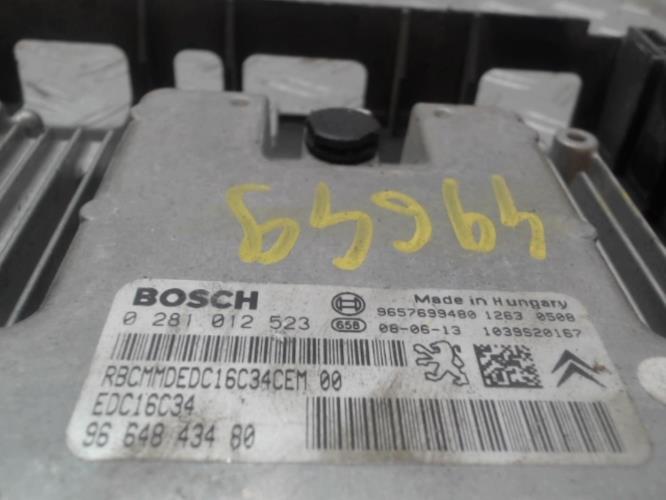 BOSCH
0 281 012 523
658
Made in Hungary
9657699480 1263 0508
08-06-13 1039S20167
RBCMMDEDC16C34CEM 00
EDC16C34
96 648 434 80